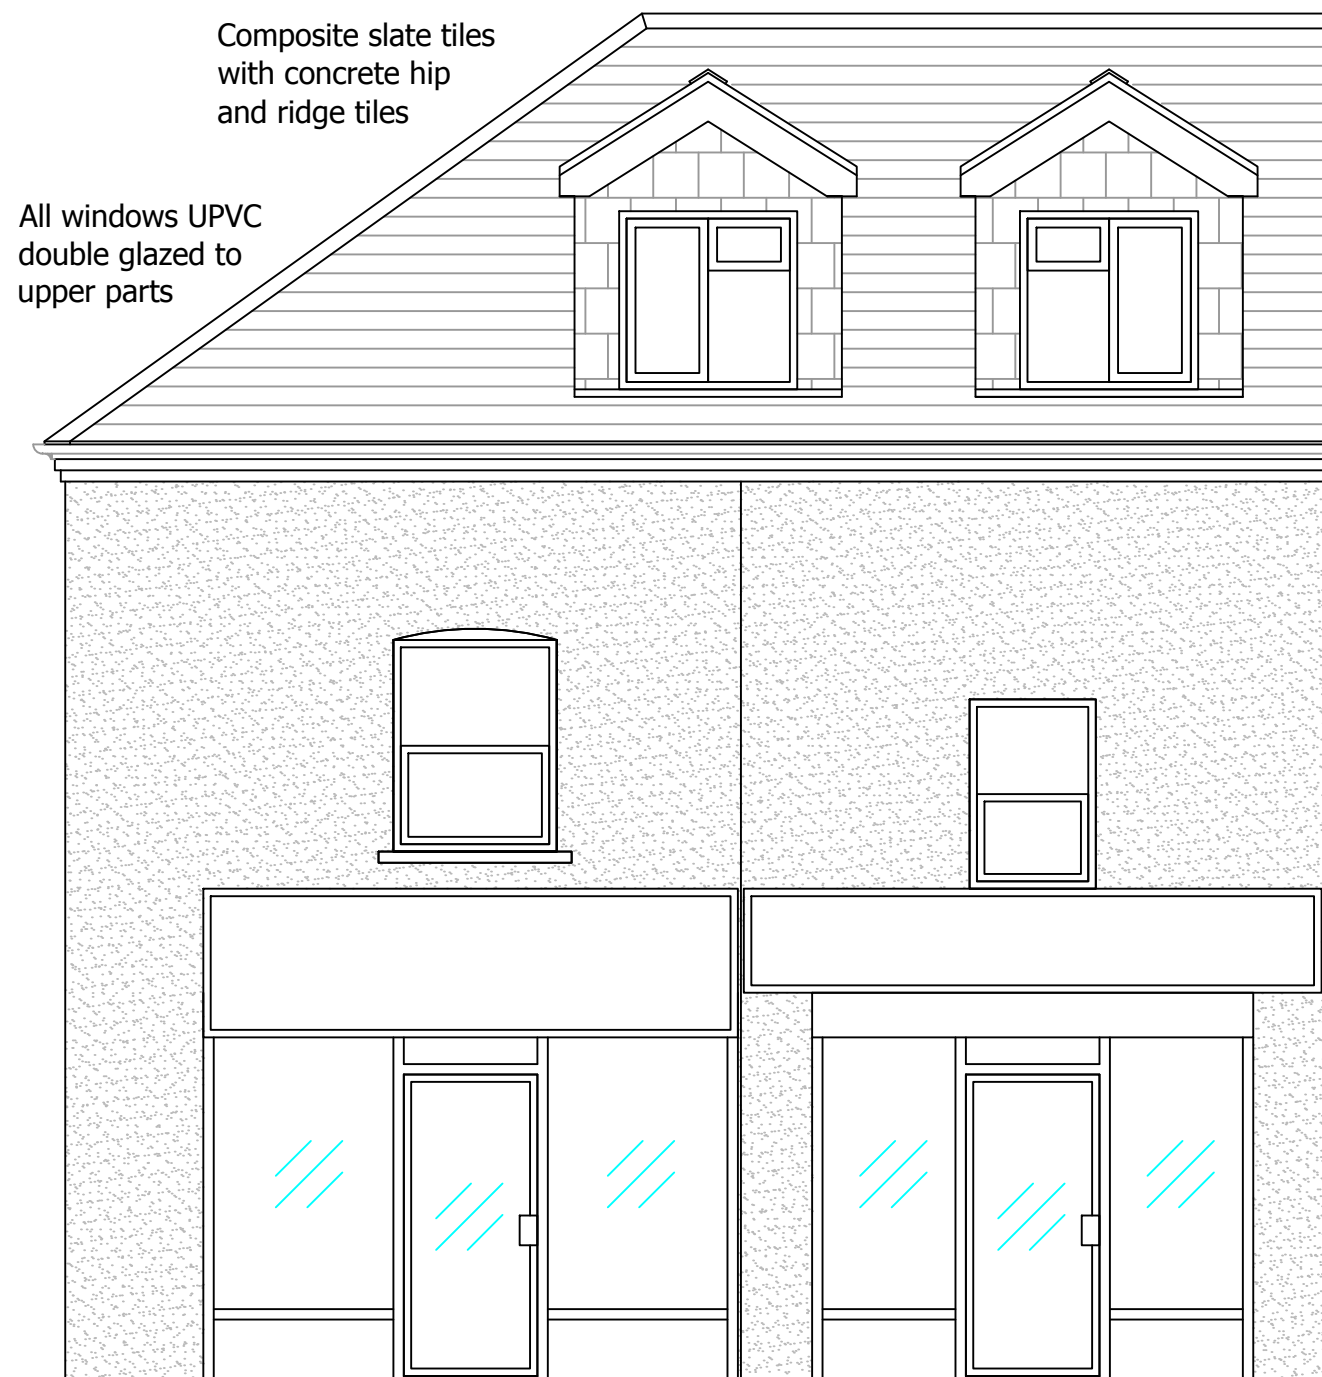 Composite slate tiles
with concrete hip
and ridge tiles
All windows UPVC
double glazed to
upper parts